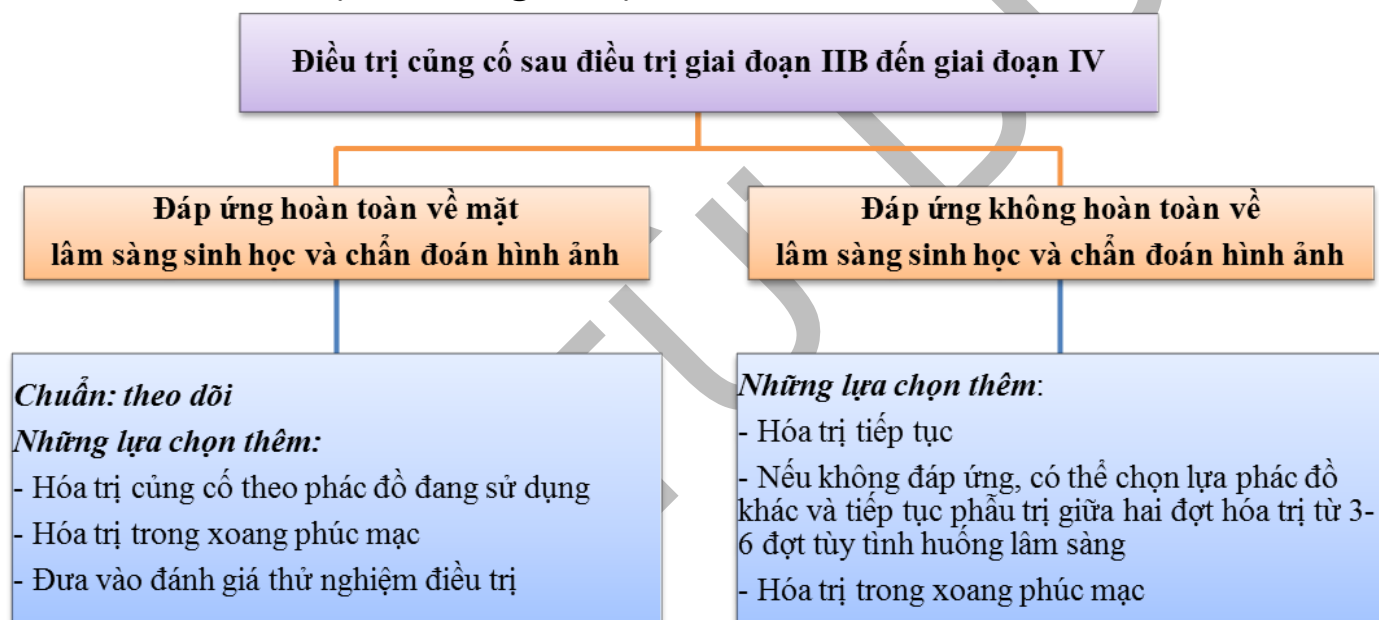 Điều trị củng cố sau điều trị giai đoạn IIB đến giai đoạn IV
Đáp ứng hoàn toàn về mặt
lâm sàng sinh học và chẩn đoán hình ảnh
Đáp ứng không hoàn toàn về
lâm sàng sinh học và chẩn đoán hình ảnh
Chuẩn: theo dõi
Những lựa chọn thêm:
- Hóa trị củng cố theo phác đồ đang sử dụng
- Hóa trị trong xoang phúc mạc
- Đưa vào đánh giá thử nghiệm điều trị
Những lựa chọn thêm:
- Hóa trị tiếp tục
- Nếu không đáp ứng, có thể chọn lựa phác đồ
khác và tiếp tục phẫu trị giữa hai đợt hóa trị từ 3-
6 đợt tùy tình huống lâm sàng
- Hóa trị trong xoang phúc mạc